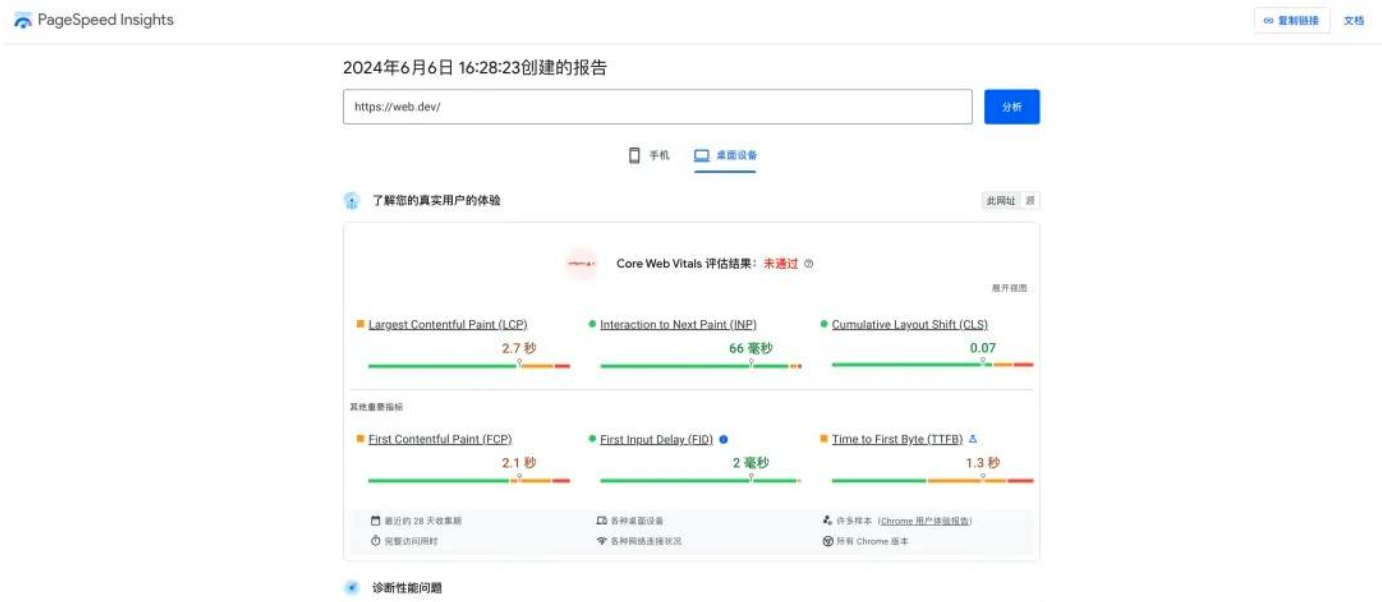 PageSpeed Insights
复制链接
文档
2024年6月6日 16:28:23创建的报告
https://web.dev/
分析
手机
桌面设备
了解您的真实用户的体验
此网址 源
Core Web Vitals 评估结果：未通过
展开视图
Largest Contentful Paint (LCP)
2.7 秒
Interaction to Next Paint (INP)
66 毫秒
Cumulative Layout Shift (CLS)
0.07
其他重要指标
First Contentful Paint (FCP)
2.1 秒
First Input Delay (FID)
2 毫秒
Time to First Byte (TTFB)
1.3 秒
最近的 28 天收集期
各种桌面设备
许多样本（Chrome 用户体验报告）
完整访问用时
各种网络连接状况
所有 Chrome 版本
诊断性能问题